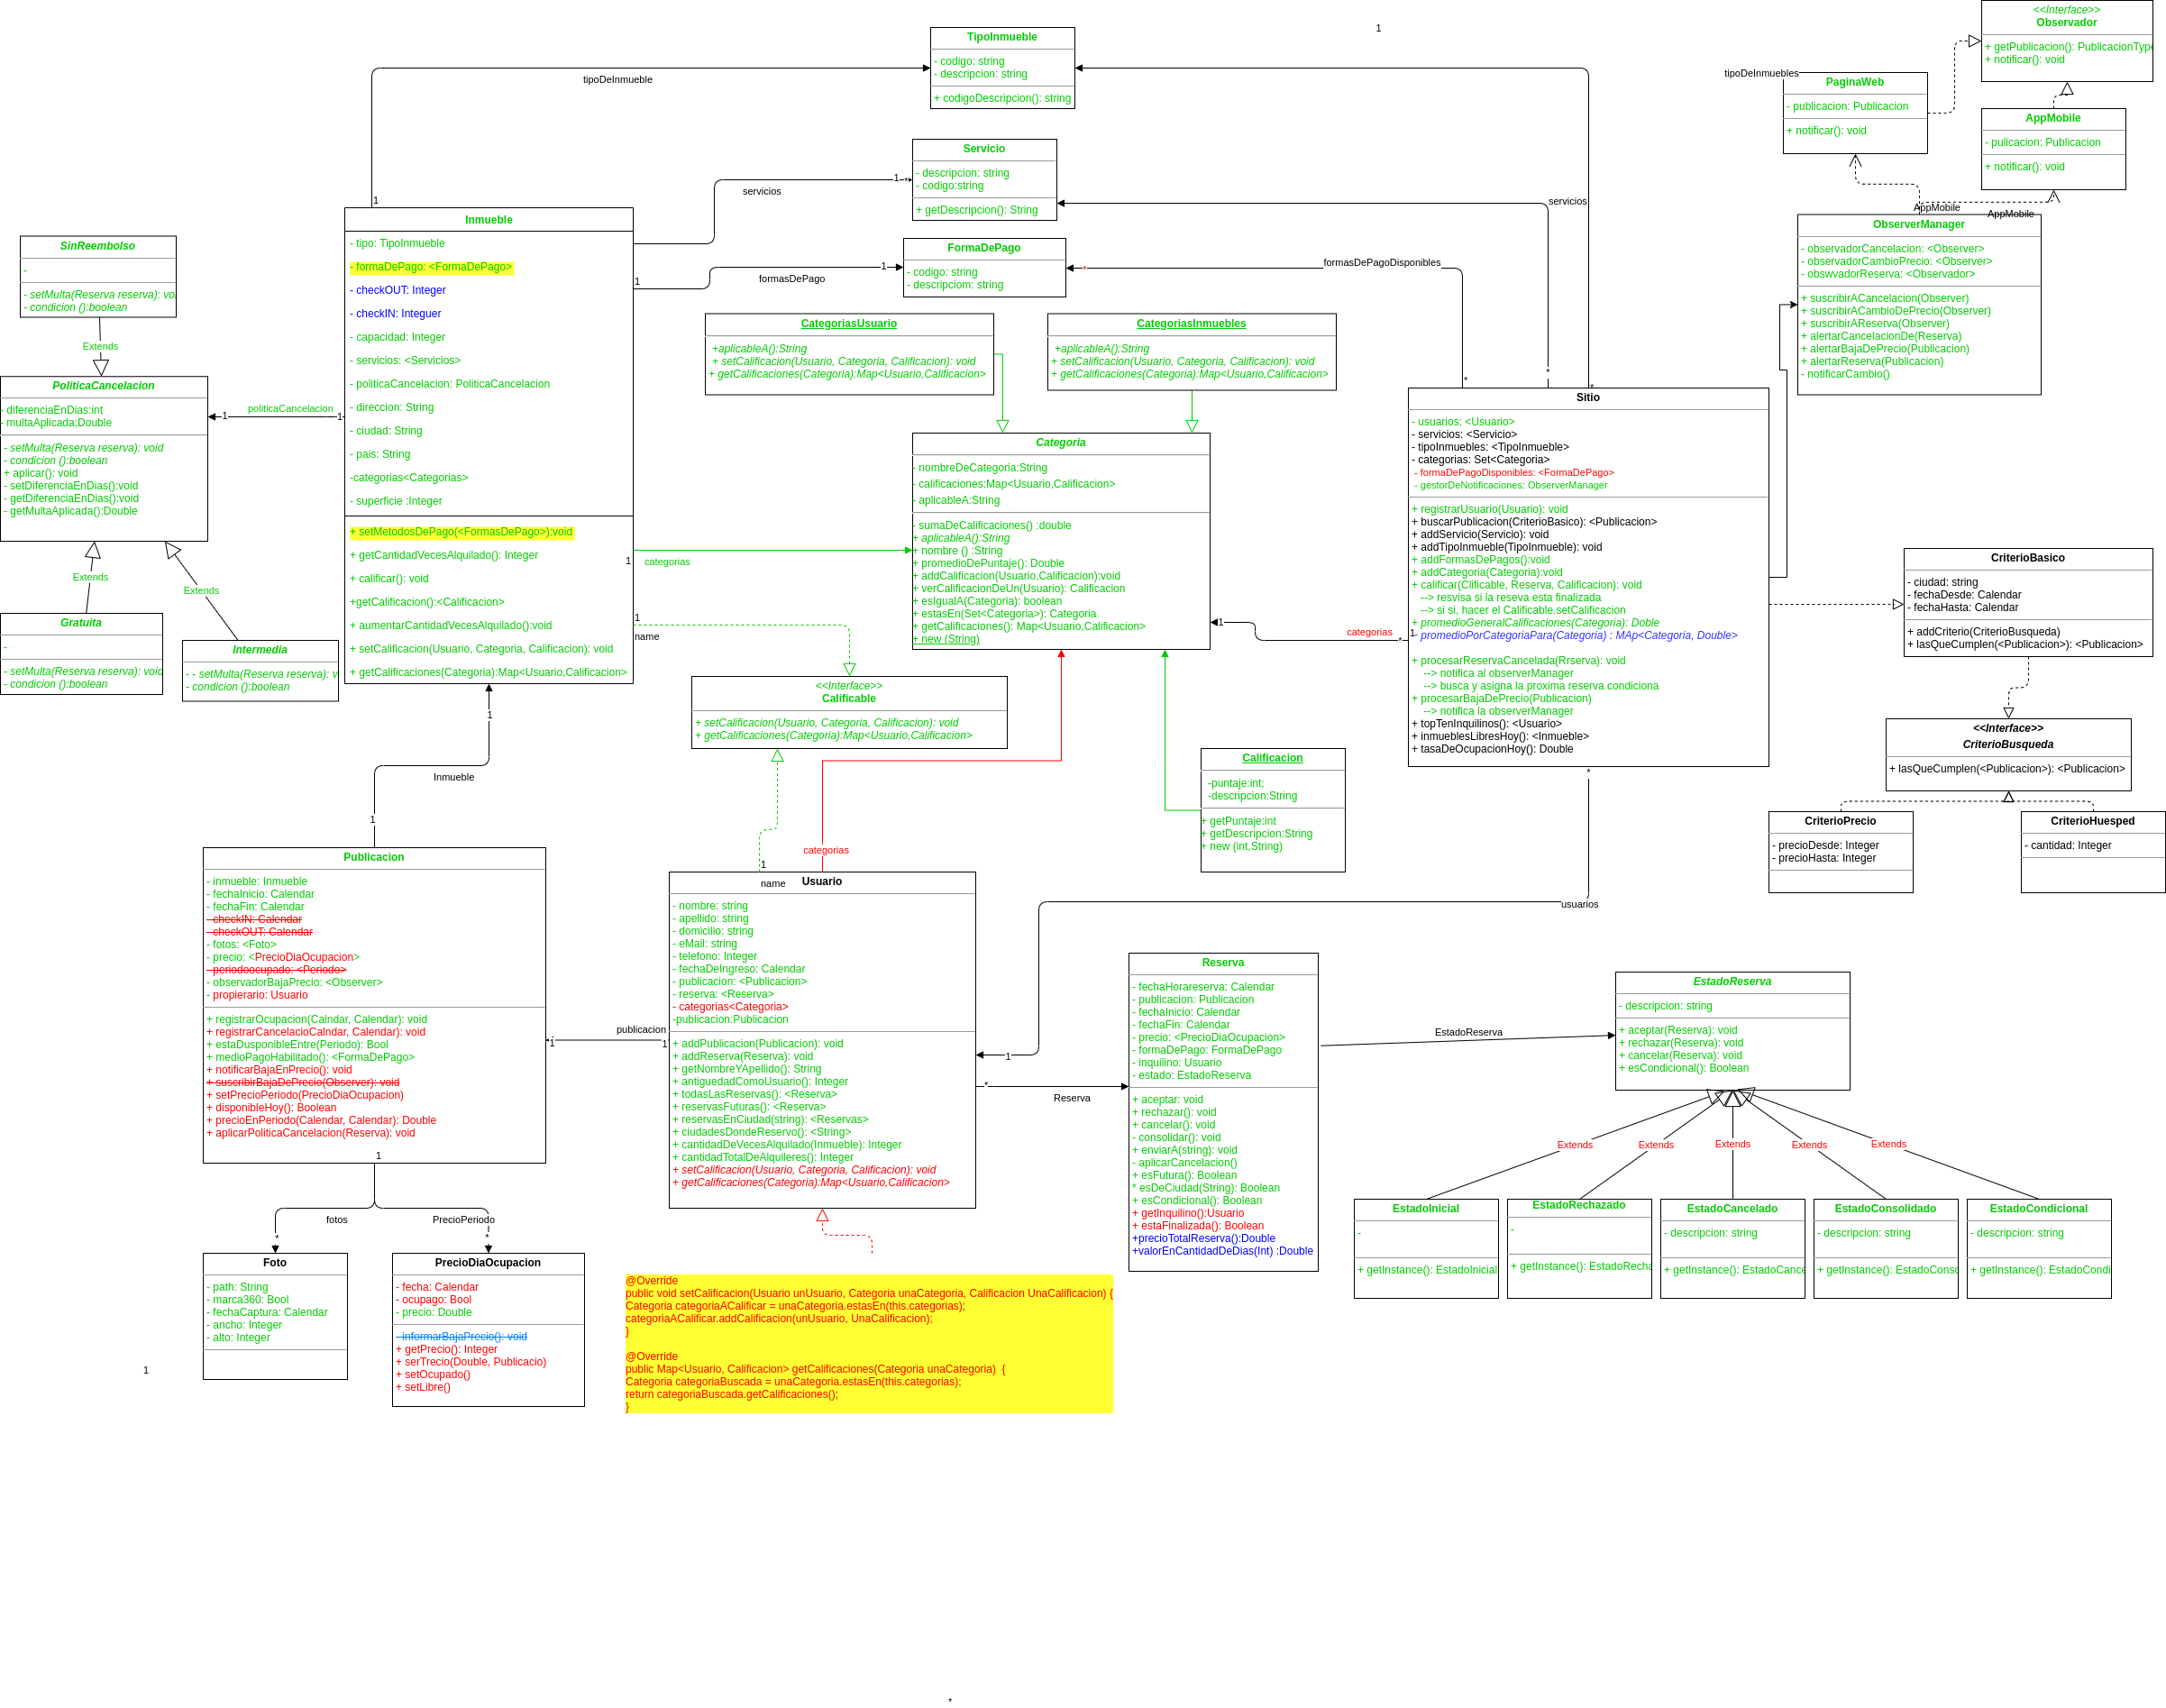 1
<<Interface>>
Observador
+ getPublicacion(): PublicacionType
+ notificar(): void
TipoInmueble
- codigo: string
- descripcion: string
+ codigoDescripcion(): string
tipoDeInmueble
tipoDeInmuebles
PaginaWeb
- publicacion: Publicacion
+ notificar(): void
AppMobile
- pulicacion: Publicacion
+ notificar(): void
Servicio
- descripcion: string
- codigo:string
+ getDescripcion(): String
servicios
1
*
servicios
AppMobile
AppMobile
ObserverManager
- observadorCancelacion: <Observer>
- observadorCambioPrecio: <Observer>
- obswvadorReserva: <Observador>
+ suscribirACancelacion(Observer)
+ suscribirACambioDePrecio(Observer)
+ suscribirAReserva(Observer)
+ alertarCancelacionDe(Reserva)
+ alertarBajaDePrecio(Publicacion)
+ alertarReserva(Publicacion)
- notificarCambio()
1
Inmueble
- tipo: TipoInmueble
- formaDePago: <FormaDePago>
- checkOUT: Integer
- checkIN: Integuer
- capacidad: Integer
- servicios: <Servicios>
- politicaCancelacion: PoliticaCancelacion
- direccion: String
- ciudad: String
- pais: String
-categorias<Categorias>
- superficie :Integer
+ setMetodosDePago(<FormasDePago>):void
+ getCantidadVecesAlquilado(): Integer
+ calificar(): void
+getCalificacion():<Calificacion>
+ aumentarCantidadVecesAlquilado():void
+ setCalificacion(Usuario, Categoria, Calificacion): void
+ getCalificaciones(Categoria):Map<Usuario,Calificacion>
SinReembolso
-
- setMulta(Reserva reserva): voi
- condicion ():boolean
Extends
PoliticaCancelacion
- diferenciaEnDias:int
- multaAplicada;Double
- setMulta(Reserva reserva): void
- condicion ():boolean
+ aplicar(): void
- setDiferenciaEnDias():void
- getDiferenciaEnDias():void
- getMultaAplicada():Double
politicaCancelacion
1
1
Extends
Extends
Gratuita
-
- setMulta(Reserva reserva): void
- condicion ():boolean
Intermedia
- - setMulta(Reserva reserva): v
- condicion ():boolean
FormaDePago
- codigo: string
- descripciom: string
1
1
formasDePago
*
formasDePagoDisponibles
CategoriasUsuario
+aplicableA():String
+ setCalificacion(Usuario, Categoria, Calificacion): void
+ getCalificaciones(Categoria):Map<Usuario,Calificacion>
CategoriasInmuebles
+aplicableA():String
+ setCalificacion(Usuario, Categoria, Calificacion): void
+ getCalificaciones(Categoria):Map<Usuario,Calificacion>
Categoria
- nombreDeCategoria:String
- calificaciones:Map<Usuario,Calificacion>
- aplicableA:String
- sumaDeCalificaciones() :double
+ aplicableA():String
+ nombre () :String
+ promedioDePuntaje(): Double
+ addCalificacion(Usuario,Calificacion):void
+ verCalificacionDeUn(Usuario): Calificacion
+ esIgualA(Categoria): boolean
+ estasEn(Set<Categoria>): Categoria
+ getCalificaciones(): Map<Usuario,Calificacion>
+ new (String)
1
categorias
1
name
*
*
*
Sitio
- usuarios: <Usuario>
- servicios: <Servicio>
- tipoInmuebles: <TipoInmueble>
- categorias: Set<Categoria>
- formaDePagoDisponibles: <FormaDePago>
- gestorDeNotificaciones: ObserverManager
+ registrarUsuario(Usuario): void
+ buscarPublicacion(CriterioBasico): <Publicacion>
+ addServicio(Servicio): void
+ addTipoInmueble(TipoInmueble): void
+ addFormasDePagos():void
+ addCategoria(Categoria):void
+ calificar(Clificable, Reserva, Calificacion): void
--> resvisa si la reseva esta finalizada
--> si si, hacer el Calificable.setCalificacion
+ promedioGeneralCalificaciones(Categoria): Doble
- promedioPorCategoriaPara(Categoria) : MAp<Categoria, Double>
+ procesarReservaCancelada(Rrserva): void
--> notifica al observerManager
--> busca y asigna la proxima reserva condiciona
+ procesarBajaDePrecio(Publicacion)
--> notifica la observerManager
+ topTenInquilinos(): <Usuario>
+ inmueblesLibresHoy(): <Inmueble>
+ tasaDeOcupacionHoy(): Double
1
categorias
*
1
CriterioBasico
- ciudad: string
- fechaDesde: Calendar
- fechaHasta: Calendar
+ addCriterio(CriterioBusqueda)
+ lasQueCumplen(<Publicacion>): <Publicacion>
<<Interface>>
CriterioBusqueda
+ lasQueCumplen(<Publicacion>): <Publicacion>
CriterioPrecio
- precioDesde: Integer
- precioHasta: Integer
CriterioHuesped
- cantidad: Integer
<<Interface>>
Calificable
+ setCalificacion(Usuario, Categoria, Calificacion): void
+ getCalificaciones(Categoria):Map<Usuario,Calificacion>
Calificacion
-puntaje:int;
-descripcion:String
+ getPuntaje:int
+ getDescripcion:String
+ new (int,String)
1
Inmueble
1
categorias
1
name
*
usuarios
Publicacion
- inmueble: Inmueble
- fechaInicio: Calendar
- fechaFin: Calendar
- checkIN: Calendar
- checkOUT: Calendar
- fotos: <Foto>
- precio: <PrecioDiaOcupacion>
- periodoocupado: <Periodo>
- observadorBajaPrecio: <Observer>
- propierario: Usuario
+ registrarOcupacion(Calndar, Calendar): void
+ registrarCancelacioCalndar, Calendar): void
+ estaDusponibleEntre(Periodo): Bool
+ medioPagoHabilitado(): <FormaDePago>
+ notificarBajaEnPrecio(): void
+ suscribirBajaDePrecio(Observer): void
+ setPrecioPeriodo(PrecioDiaOcupacion)
+ disponibleHoy(): Boolean
+ precioEnPeriodo(Calendar, Calendar): Double
+ aplicarPoliticaCancelacion(Reserva): void
1
Usuario
- nombre: string
- apellido: string
- domicilio: string
- eMail: string
- telefono: Integer
- fechaDeIngreso: Calendar
- publicacion: <Publicacion>
- reserva: <Reserva>
- categorias<Categoria>
-publicacion:Publicacion
+ addPublicacion(Publicacion): void
+ addReserva(Reserva): void
+ getNombreYApellido(): String
+ antiguedadComoUsuario(): Integer
+ todasLasReservas(): <Reserva>
+ reservasFuturas(): <Reserva>
+ reservasEnCiudad(string): <Reservas>
+ ciudadesDondeReservo(): <String>
+ cantidadDeVecesAlquilado(Inmueble): Integer
+ cantidadTotalDeAlquileres(): Integer
+ setCalificacion(Usuario, Categoria, Calificacion): void
+ getCalificaciones(Categoria):Map<Usuario,Calificacion>
publicacion
1
1
1
*
Reserva
Reserva
- fechaHorareserva: Calendar
- publicacion: Publicacion
- fechaInicio: Calendar
- fechaFin: Calendar
- precio: <PrecioDiaOcupacion>
- formaDePago: FormaDePago
- inquilino: Usuario
- estado: EstadoReserva
+ aceptar: void
+ rechazar(): void
+ cancelar(): void
- consolidar(): void
+ enviarA(string): void
- aplicarCancelacion()
+ esFutura(): Boolean
* esDeCiudad(String): Boolean
+ esCondicional(): Boolean
+ getInquilino():Usuario
+ estaFinalizada(): Boolean
+precioTotalReserva():Double
+valorEnCantidadDeDias(Int) :Double
EstadoReserva
EstadoReserva
- descripcion: string
+ aceptar(Reserva): void
+ rechazar(Reserva): void
+ cancelar(Reserva): void
+ esCondicional(): Boolean
Extends
Extends
Extends
Extends
Extends
EstadoInicial
-
+ getInstance(): EstadoInicial
EstadoRechazado
-
+ getInstance(): EstadoRecha
EstadoCancelado
- descripcion: string
+ getInstance(): EstadoCance
EstadoConsolidado
- descripcion: string
+ getInstance(): EstadoConso
EstadoCondicional
- descripcion: string
+ getInstance(): EstadoCondi
fotos
*
PrecioPeriodo
*
Foto
- path: String
- marca360: Bool
- fechaCaptura: Calendar
- ancho: Integer
- alto: Integer
PrecioDiaOcupacion
- fecha: Calendar
- ocupago: Bool
- precio: Double
- informarBajaPrecio(): void
+ getPrecio(): Integer
+ serTrecio(Double, Publicacio)
+ setOcupado()
+ setLibre()
@Override
public void setCalificacion(Usuario unUsuario, Categoria unaCategoria, Calificacion UnaCalificacion) {
Categoria categoriaACalificar = unaCategoria.estasEn(this.categorias);
categoriaACalificar.addCalificacion(unUsuario, UnaCalificacion);
}
@Override
public Map<Usuario, Calificacion> getCalificaciones(Categoria unaCategoria)  {
Categoria categoriaBuscada = unaCategoria.estasEn(this.categorias);
return categoriaBuscada.getCalificaciones();
}
1
*